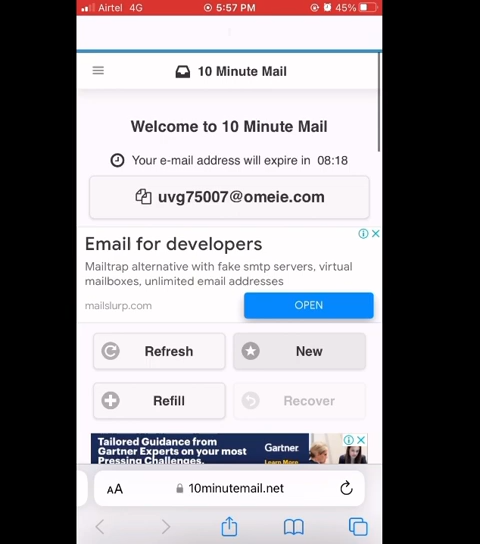 Airtel 4G 5:57 PM 45%
10 Minute Mail
Welcome to 10 Minute Mail
Your e-mail address will expire in 08:18
uvg75007@omeie.com
Email for developers
Mailtrap alternative with fake smtp servers, virtual
mailboxes, unlimited email addresses
mailslurp.com OPEN
Refresh New
Refill Recover
Tailored Guidance from
Gartner Experts on your most
Pressing Challenges.
Gartner
Learn More
AA 10minutemail.net